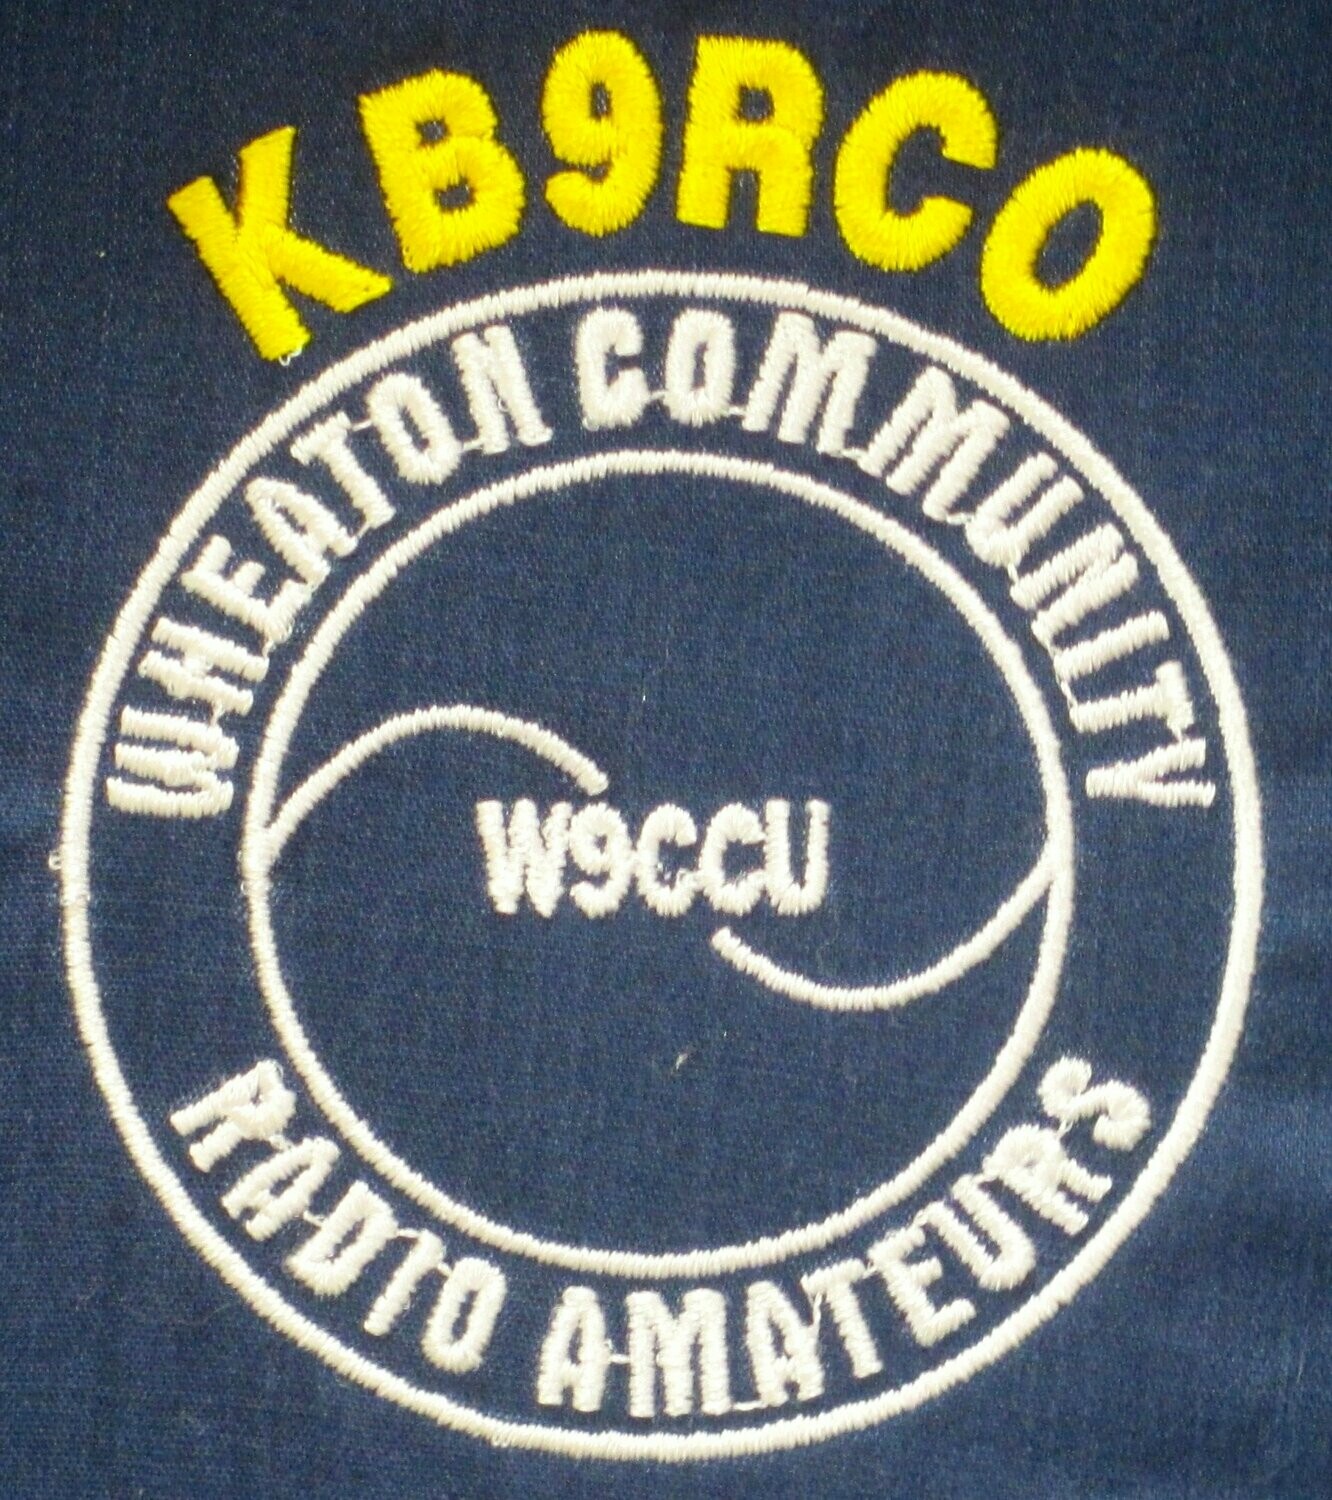 KB9RCO
WHEATON COMMUNITY
W9CCU
RADIO AMATEURS